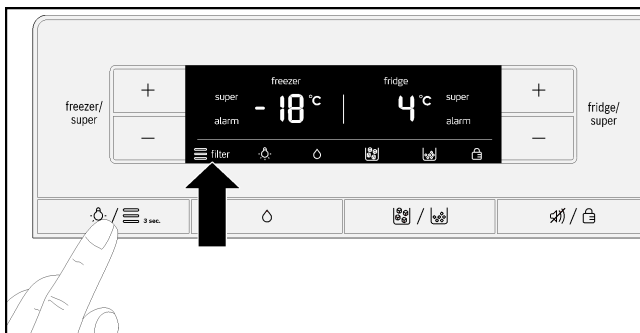 freezer/
super
+
−
freezer
fridge
super
-18°C
4°C
super
alarm
alarm
filter
+
−
fridge/
super
/
3 sec.
/
/